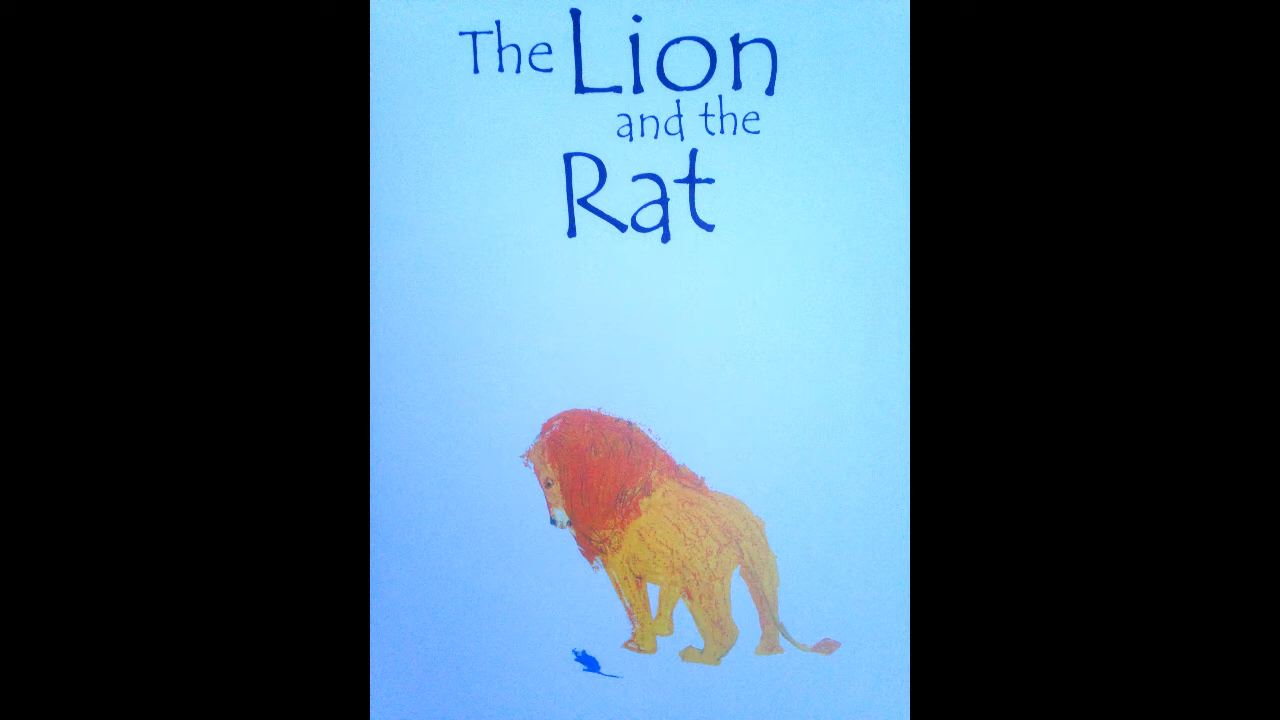 The Lion
and the
Rat